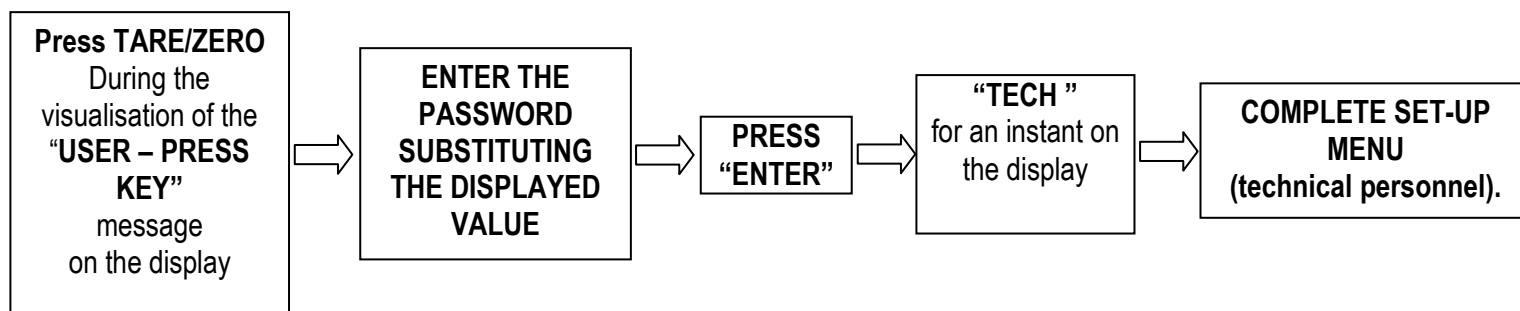 Press TARE/ZERO
During the
visualisation of the
“USER – PRESS
KEY”
message
on the display
ENTER THE
PASSWORD
SUBSTITUTING
THE DISPLAYED
VALUE
PRESS
“ENTER”
“TECH ”
for an instant on
the display
COMPLETE SET-UP
MENU
(technical personnel).